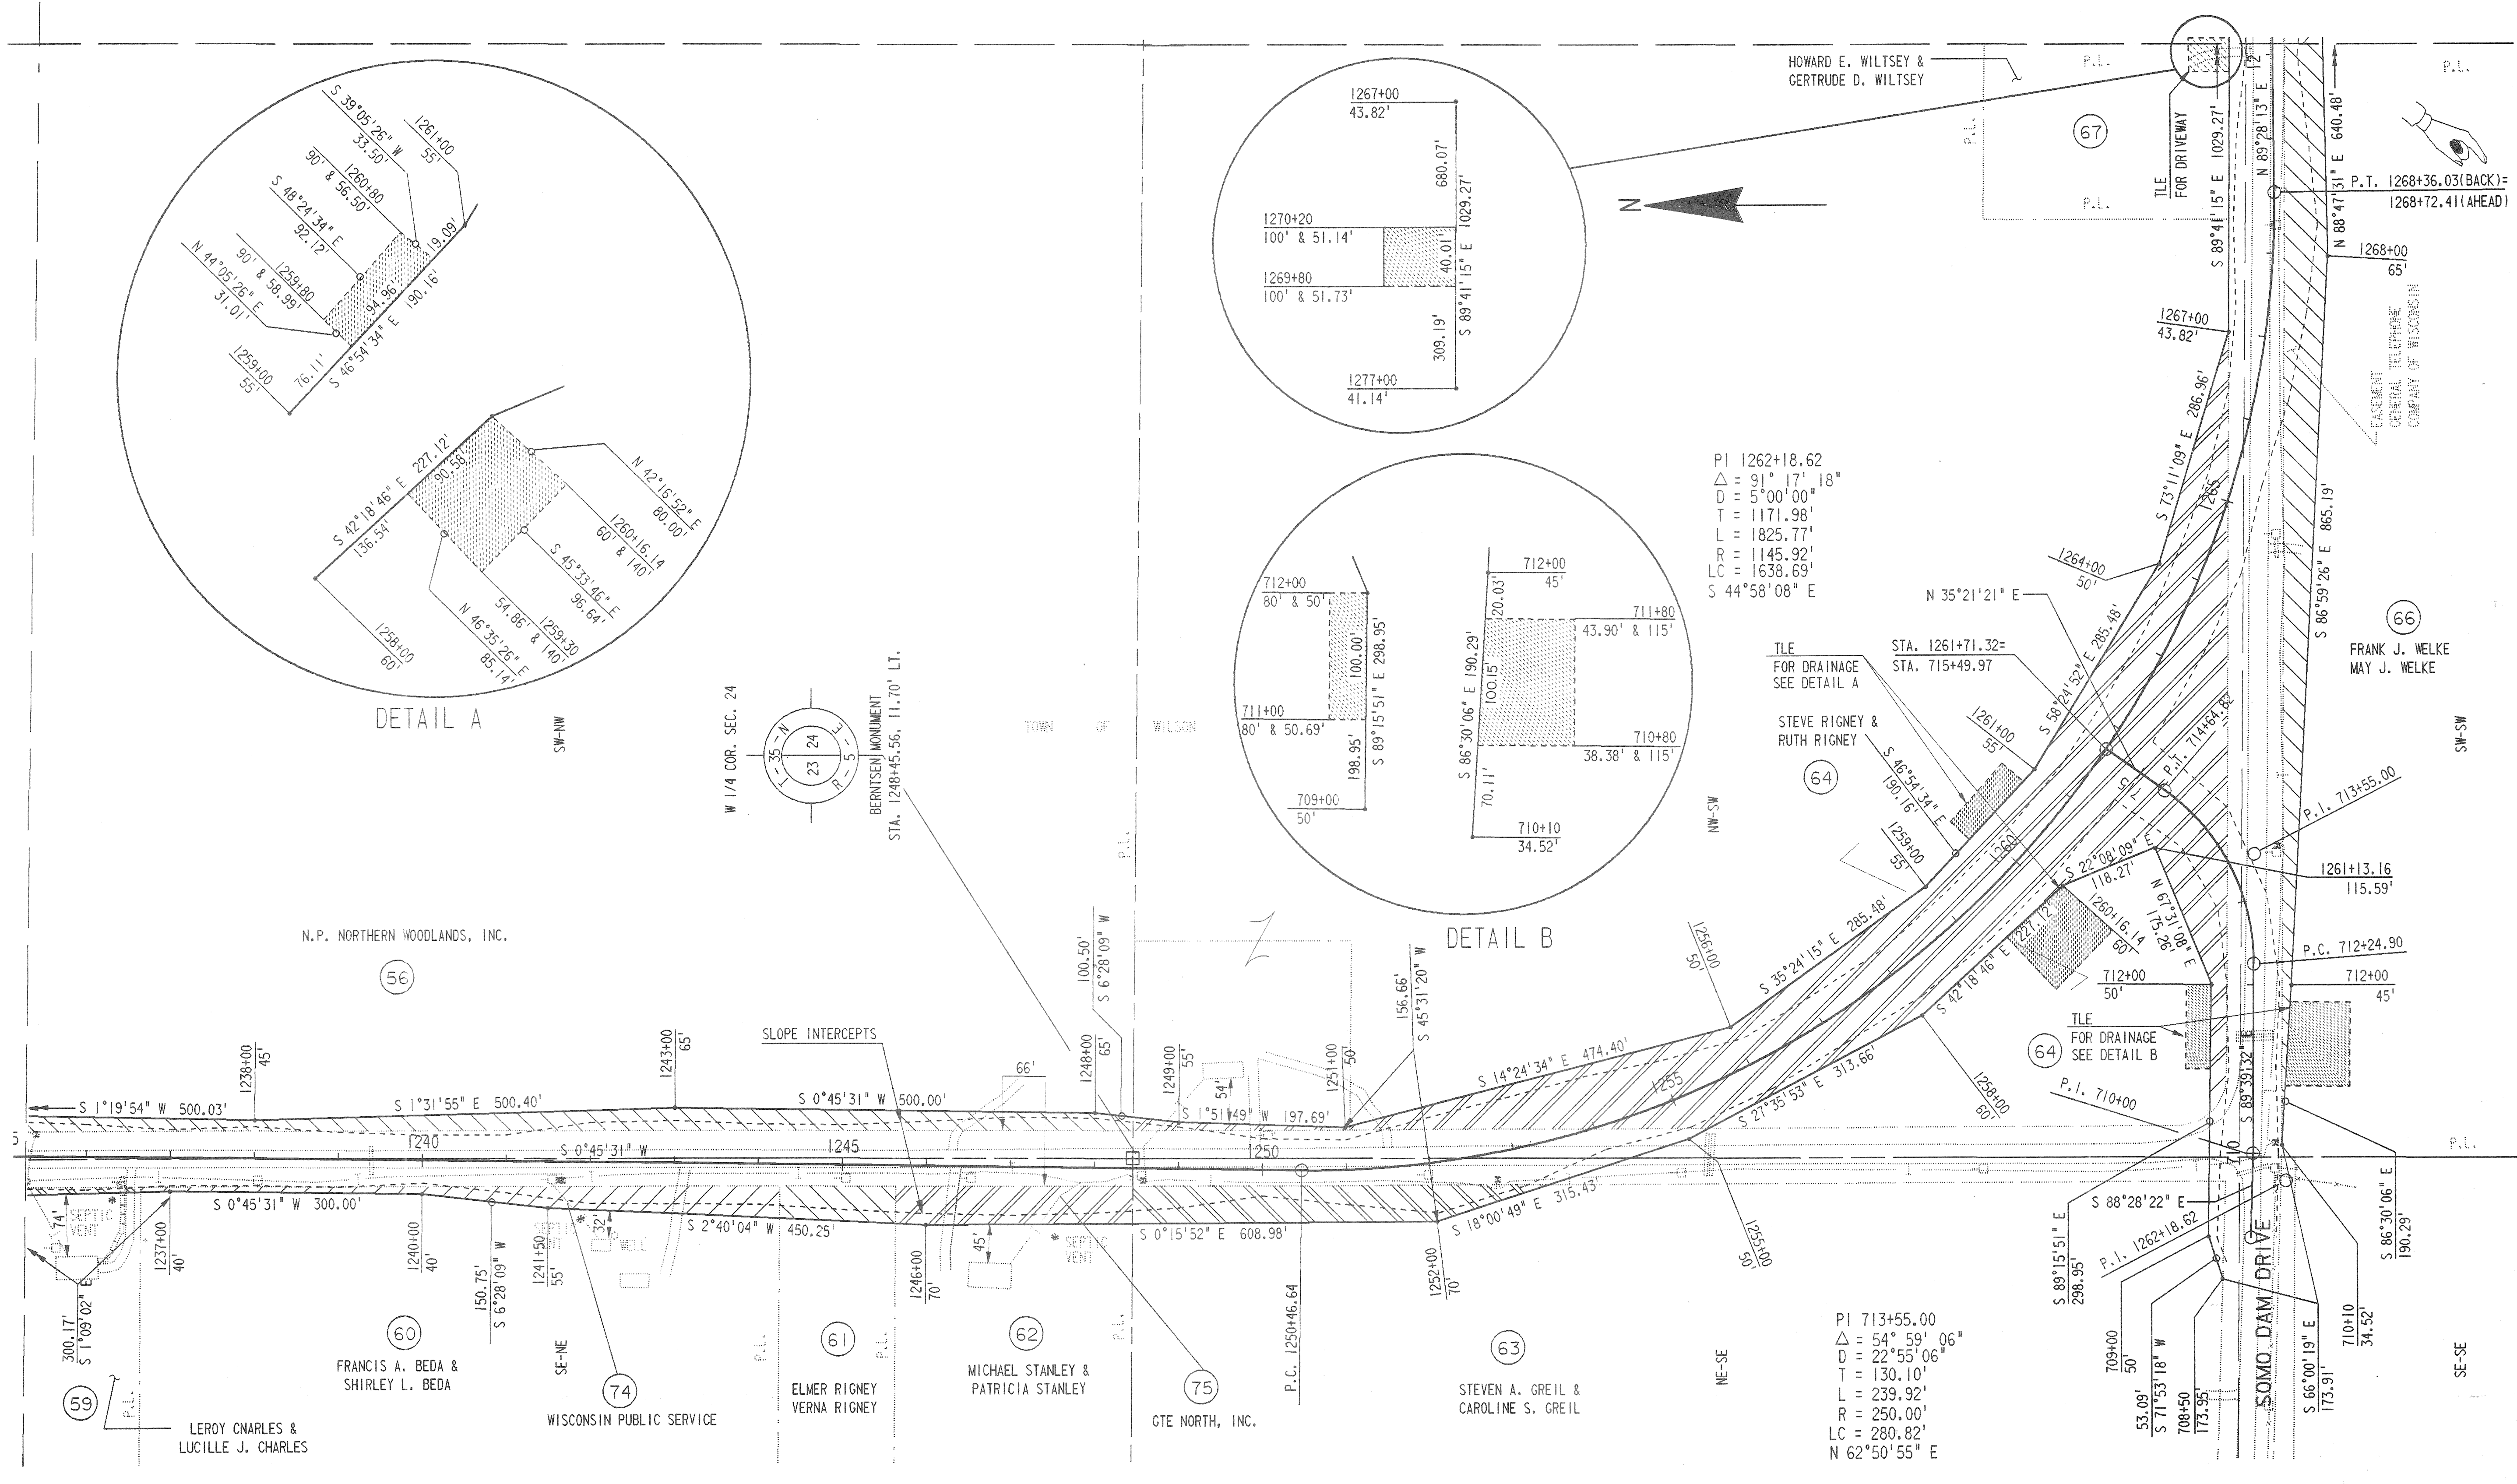 S 39°05'26" W
33.50'
1261+00
55'
1260+80
90' & 56.50'
S 48°24'34" E
92.12'
1259+80
90' & 58.99'
N 44°05'26" E
31.01'
1259+00
55'
19.09'
94.96'
190.16'
76.11'
S 46°54'34" E
S 42°18'46" E 227.12'
90.58'
136.54'
N 42°16'52" E
80.00'
1260+16.14
60' & 140'
S 45°33'46" E
96.64'
1259+30
54.86' & 140'
N 46°35'26" E
85.14'
1258+00
60'
DETAIL A
SW-NW
1267+00
43.82'
680.07'
S 89°41'15" E 1029.27'
1270+20
100' & 51.14'
40.01'
1269+80
100' & 51.73'
309.19'
1277+00
41.14'
N
712+00
80' & 50'
100.00'
S 89°15'51" E 298.95'
711+00
80' & 50.69'
198.95'
709+00
50'
712+00
45'
20.03'
711+80
43.90' & 115'
S 86°30'06" E 190.29'
100.15'
710+80
38.38' & 115'
70.11'
710+10
34.52'
DETAIL B
HOWARD E. WILTSEY &
GERTRUDE D. WILTSEY
P.L.
P.L.
P.L.
P.L.
67
TLE
FOR DRIVEWAY
S 89°41'15" E 1029.27'
N 89°28'13" E
12'
N 88°47'31" E 640.48'
P.T. 1268+36.03(BACK)=
1268+72.41(AHEAD)
1268+00
65'
1267+00
43.82'
EASEMENT
GENERAL TELEPHONE
COMPANY OF WISCONSIN
PI 1262+18.62
Δ = 91° 17' 18"
D = 5°00'00"
T = 1171.98'
L = 1825.77'
R = 1145.92'
LC = 1638.69'
S 44°58'08" E
S 73°11'09" E 286.96'
1265
1264+00
50'
N 35°21'21" E
S 86°59'26" E 865.19'
66
FRANK J. WELKE
MAY J. WELKE
TLE
FOR DRAINAGE
SEE DETAIL A
STA. 1261+71.32=
STA. 715+49.97
S 58°24'52" E 285.48'
STEVE RIGNEY &
RUTH RIGNEY
64
1261+00
55'
S 46°54'34" E
190.16'
P.T. 714+64.82
15
SW-SW
P.I. 713+55.00
NW-SW
1259+00
55'
1260
S 22°08'09" E
118.27'
1261+13.16
115.59'
N 67°31'08" E
175.26'
1260+16.14
60'
227.12'
S 42°18'46" E
P.C. 712+24.90
712+00
50'
712+00
45'
TLE
FOR DRAINAGE
SEE DETAIL B
64
W 1/4 COR. SEC. 24
T-35-N
R-5-E
23
24
BERNTSEN MONUMENT
STA. 1248+45.56, 11.70' LT.
TOWN OF WILSON
P.L.
N.P. NORTHERN WOODLANDS, INC.
56
SLOPE INTERCEPTS
100.50'
S 6°28'09" W
156.66'
S 45°31'20" W
1256+00
50'
S 35°24'15" E 285.48'
1238+00
45'
1243+00
65'
1248+00
65'
1249+00
55'
1251+00
50'
66'
54'
S 1°19'54" W 500.03'
S 1°31'55" E 500.40'
S 0°45'31" W 500.00'
S 1°51'49" W 197.69'
S 14°24'34" E 474.40'
1240
S 0°45'31" W
1245
1250
1255
S 27°35'53" E 313.66'
1258+00
60'
P.I. 710+00
S 89°39'32" E
710
P.L.
S 0°45'31" W 300.00'
S 2°40'04" W 450.25'
S 0°15'52" E 608.98'
S 18°00'49" E 315.43'
74'
SEPTIC
VENT
SEPTIC
32'
WELL
45'
SEPTIC
VENT
1237+00
40'
1240+00
40'
150.75'
S 6°28'09" W
1241+50
55'
1246+00
70'
1252+00
70'
1255+00
50'
300.17'
S 1°09'02" E
S 88°28'22" E
P.I. 1262+18.62
S 89°15'51" E
298.95'
S 86°30'06" E
190.29'
709+00
50'
53.09'
S 71°53'18" W
708+50
173.95'
SOMO DAM DRIVE
S 66°00'19" E
173.91'
710+10
34.52'
59
P.L.
LEROY CNARLES &
LUCILLE J. CHARLES
60
FRANCIS A. BEDA &
SHIRLEY L. BEDA
SE-NE
74
WISCONSIN PUBLIC SERVICE
P.L.
61
ELMER RIGNEY
VERNA RIGNEY
P.L.
62
MICHAEL STANLEY &
PATRICIA STANLEY
P.L.
75
GTE NORTH, INC.
P.C. 1250+46.64
63
STEVEN A. GREIL &
CAROLINE S. GREIL
NE-SE
PI 713+55.00
Δ = 54° 59' 06"
D = 22°55'06"
T = 130.10'
L = 239.92'
R = 250.00'
LC = 280.82'
N 62°50'55" E
SE-SE